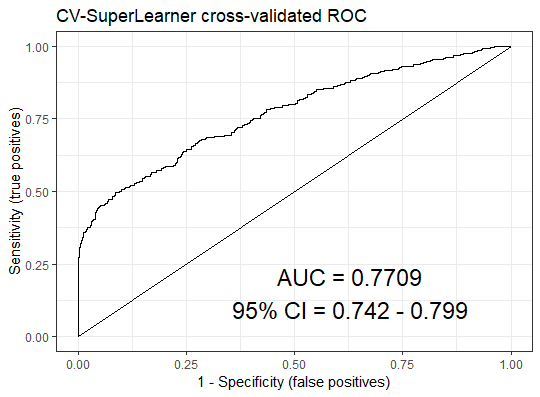 CV-SuperLearner cross-validated ROC
1.00
0.75
0.50
0.25
0.00
Sensitivity (true positives)
AUC = 0.7709
95% CI = 0.742 - 0.799
0.00 0.25 0.50 0.75 1.00
1 - Specificity (false positives)